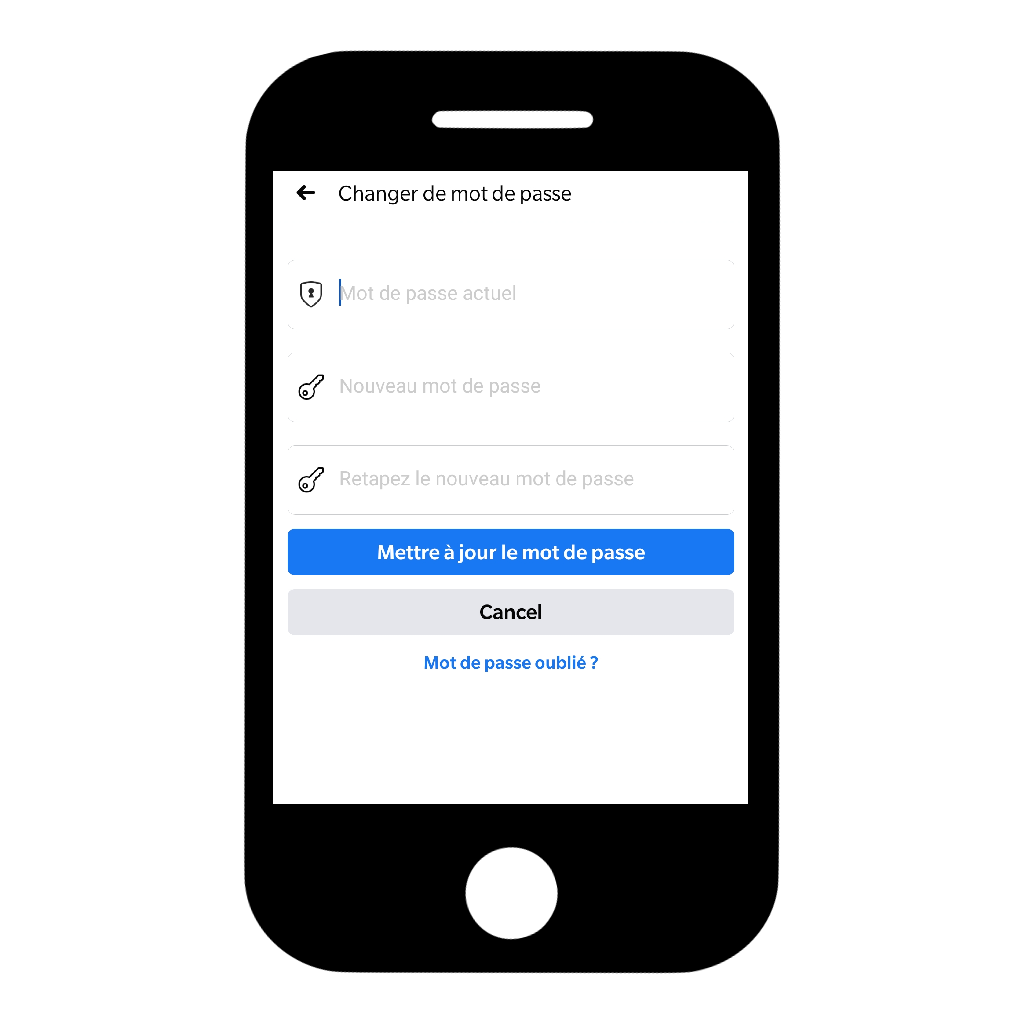 Changer de mot de passe
Mot de passe actuel
Nouveau mot de passe
Retapez le nouveau mot de passe
Mettre à jour le mot de passe
Cancel
Mot de passe oublié ?